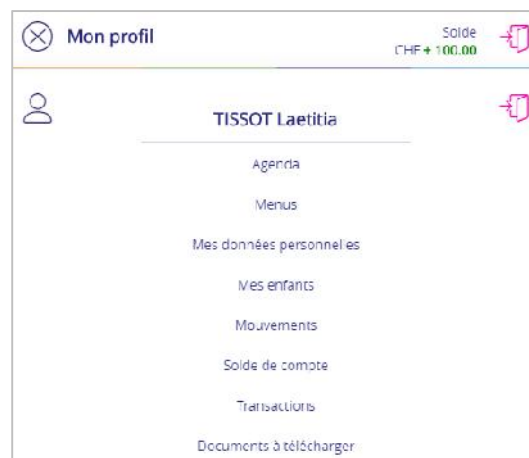 Mon profil
Solde
CHF + 100.00
TISSOT Laetitia
Agenda
Menus
Mes données personnelles
Mes enfants
Mouvements
Solde de compte
Transactions
Documents à télécharger